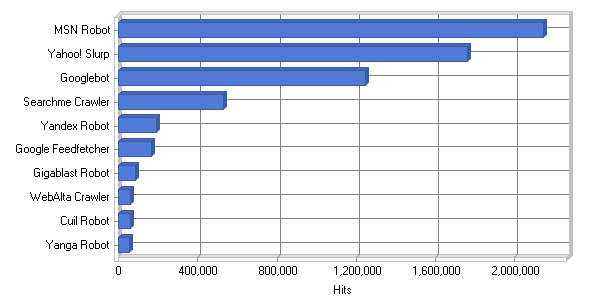 MSN Robot
Yahoo! Slurp
Googlebot
Searchme Crawler
Yandex Robot
Google Feedfetcher
Gigablast Robot
WebAlta Crawler
Cuil Robot
Yanga Robot
0 400,000 800,000 1,200,000 1,600,000 2,000,000
Hits